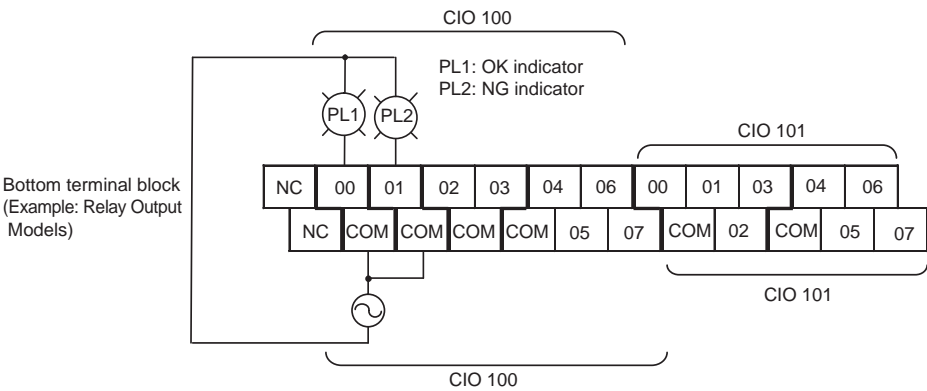 CIO 100
PL1: OK indicator
PL2: NG indicator
PL1 PL2
CIO 101
Bottom terminal block
(Example: Relay Output
Models)
NC 00 01 02 03 04 06 00 01 03 04 06
NC COM COM COM COM 05 07 COM 02 COM 05 07
CIO 101
CIO 100